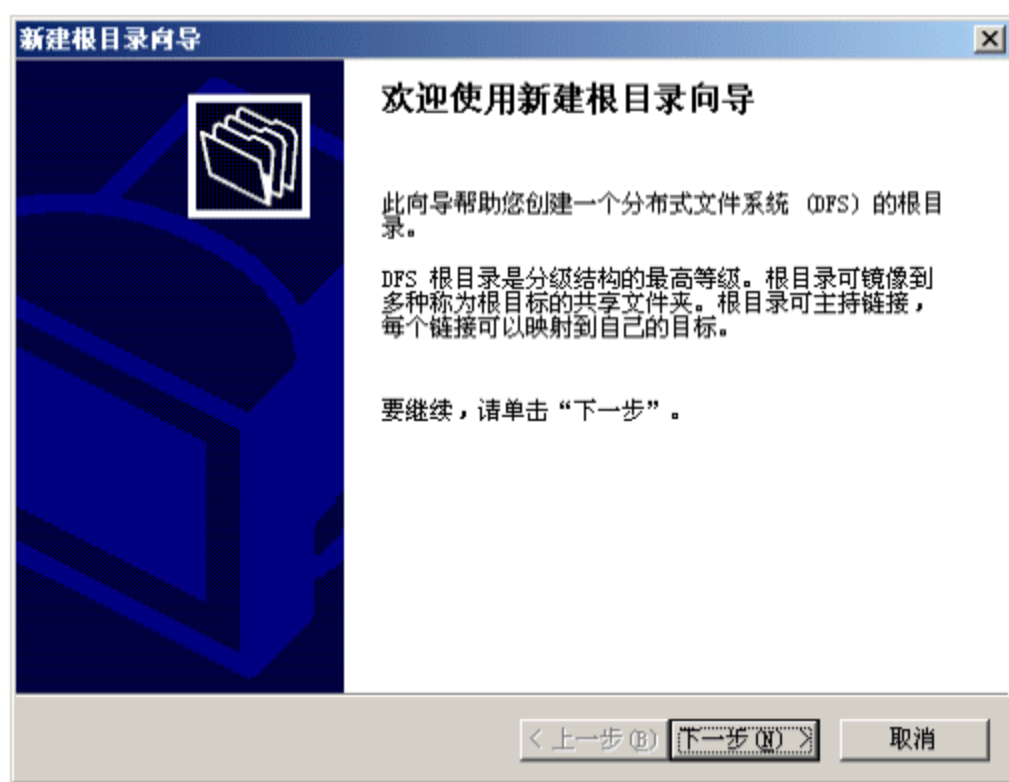 新建根目录向导
欢迎使用新建根目录向导
此向导帮助您创建一个分布式文件系统 (DFS) 的根目
录。
DFS 根目录是分级结构的最高等级。根目录可镜像到
多种称为根目标的共享文件夹。根目录可主持链接，
每个链接可以映射到自己的目标。
要继续，请单击“下一步”。
< 上一步(B) 下一步(N) > 取消